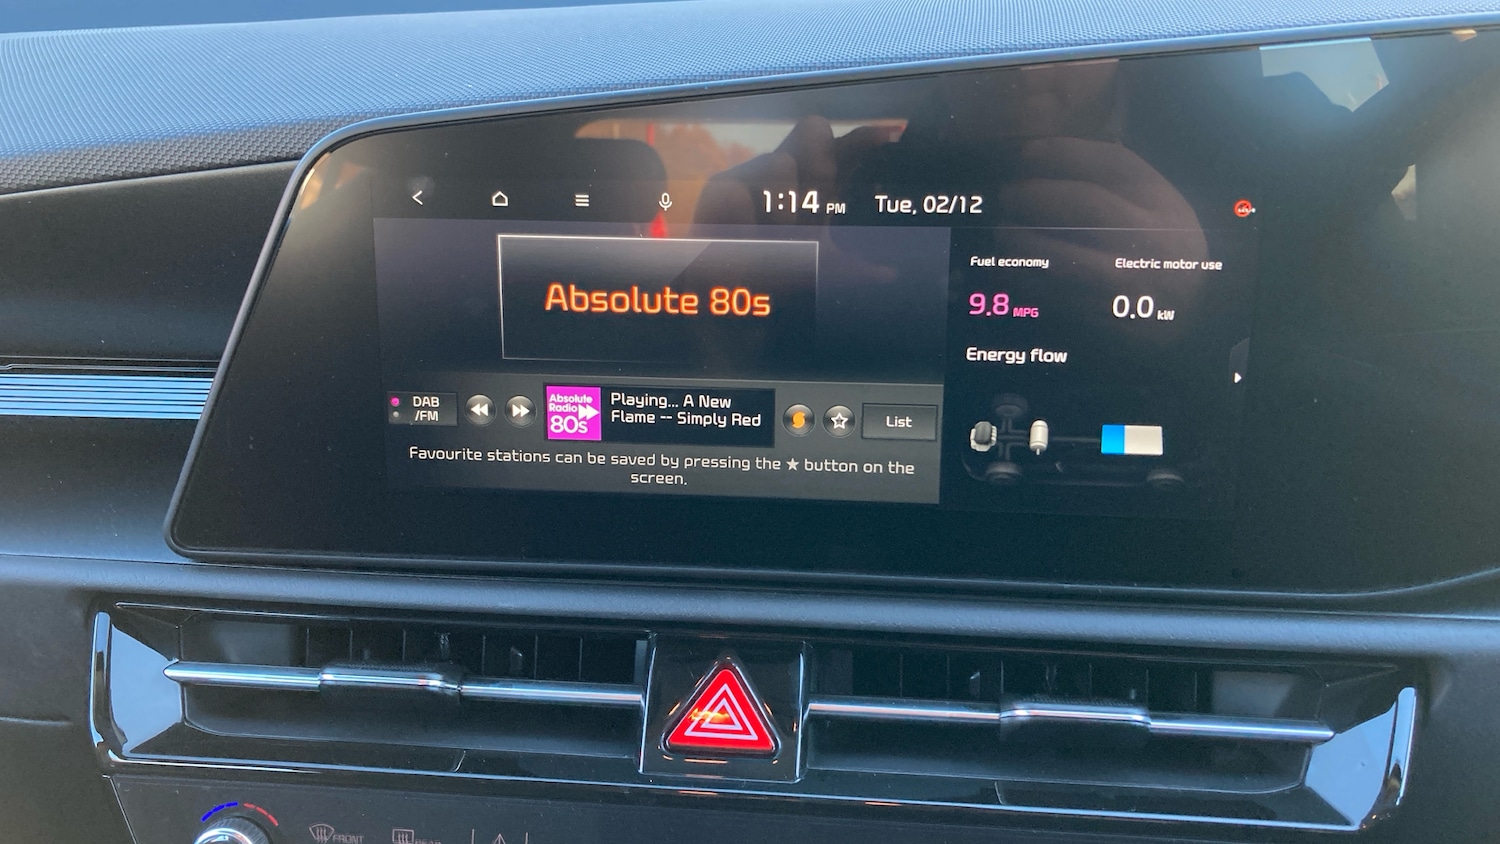 1:14 PM Tue, 02/12
Absolute 80s
DAB
/FM
Absolute
Radio
80s
Playing... A New
Flame -- Simply Red
List
Favourite stations can be saved by pressing the ★ button on the
screen.
Fuel economy
9.8 MPG
Electric motor use
0.0 kW
Energy flow
FRONT
REAR